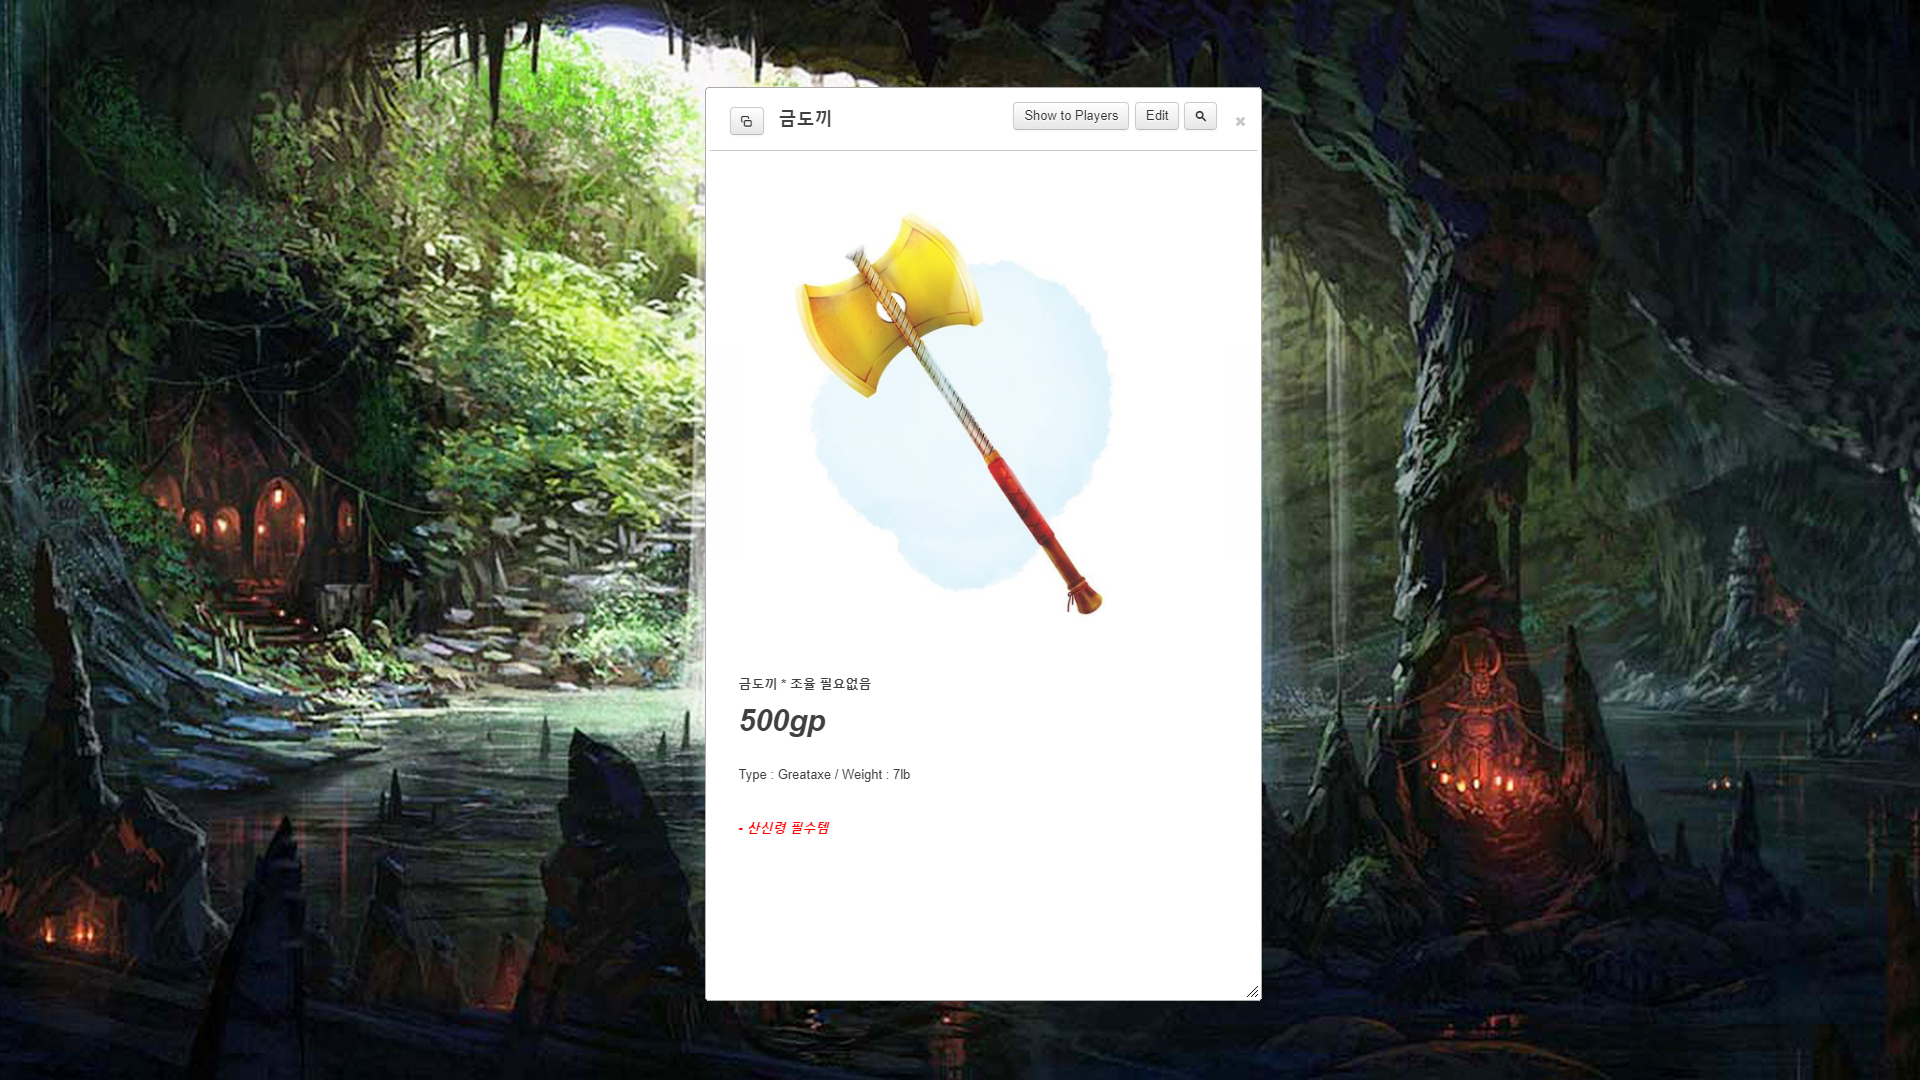 금도끼
Show to Players
Edit
금도끼 * 조율 필요없음
500gp
Type : Greataxe / Weight : 7lb
- 산신령 필수템